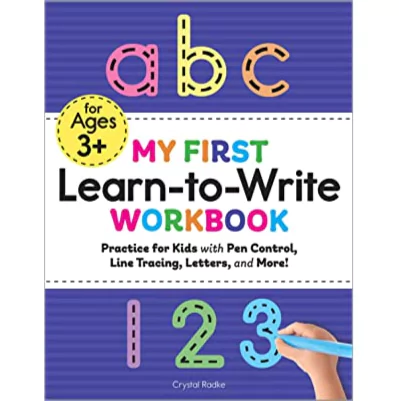 abc
for
Ages
3+
MY FIRST
Learn-to-Write
WORKBOOK
Practice for Kids with Pen Control,
Line Tracing, Letters, and More!
123
Crystal Radke